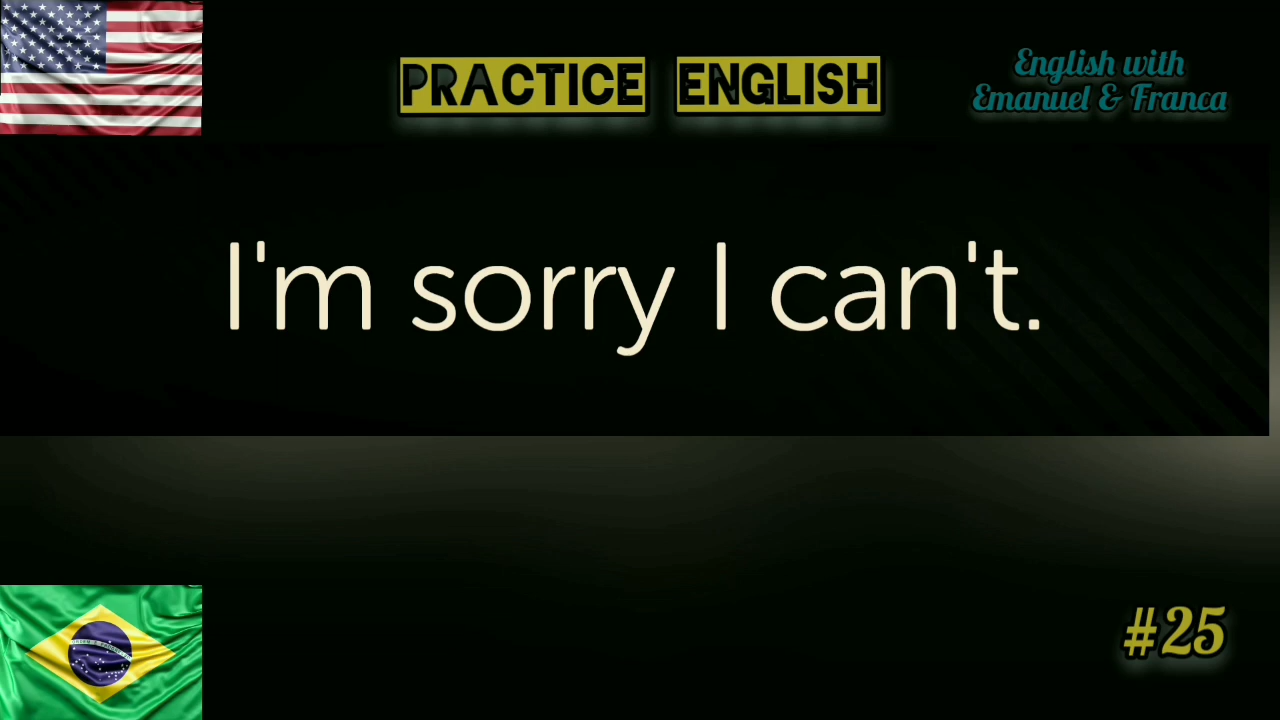 PRACTICE ENGLISH
English with
Emanuel & Franca
I'm sorry I can't.
#25